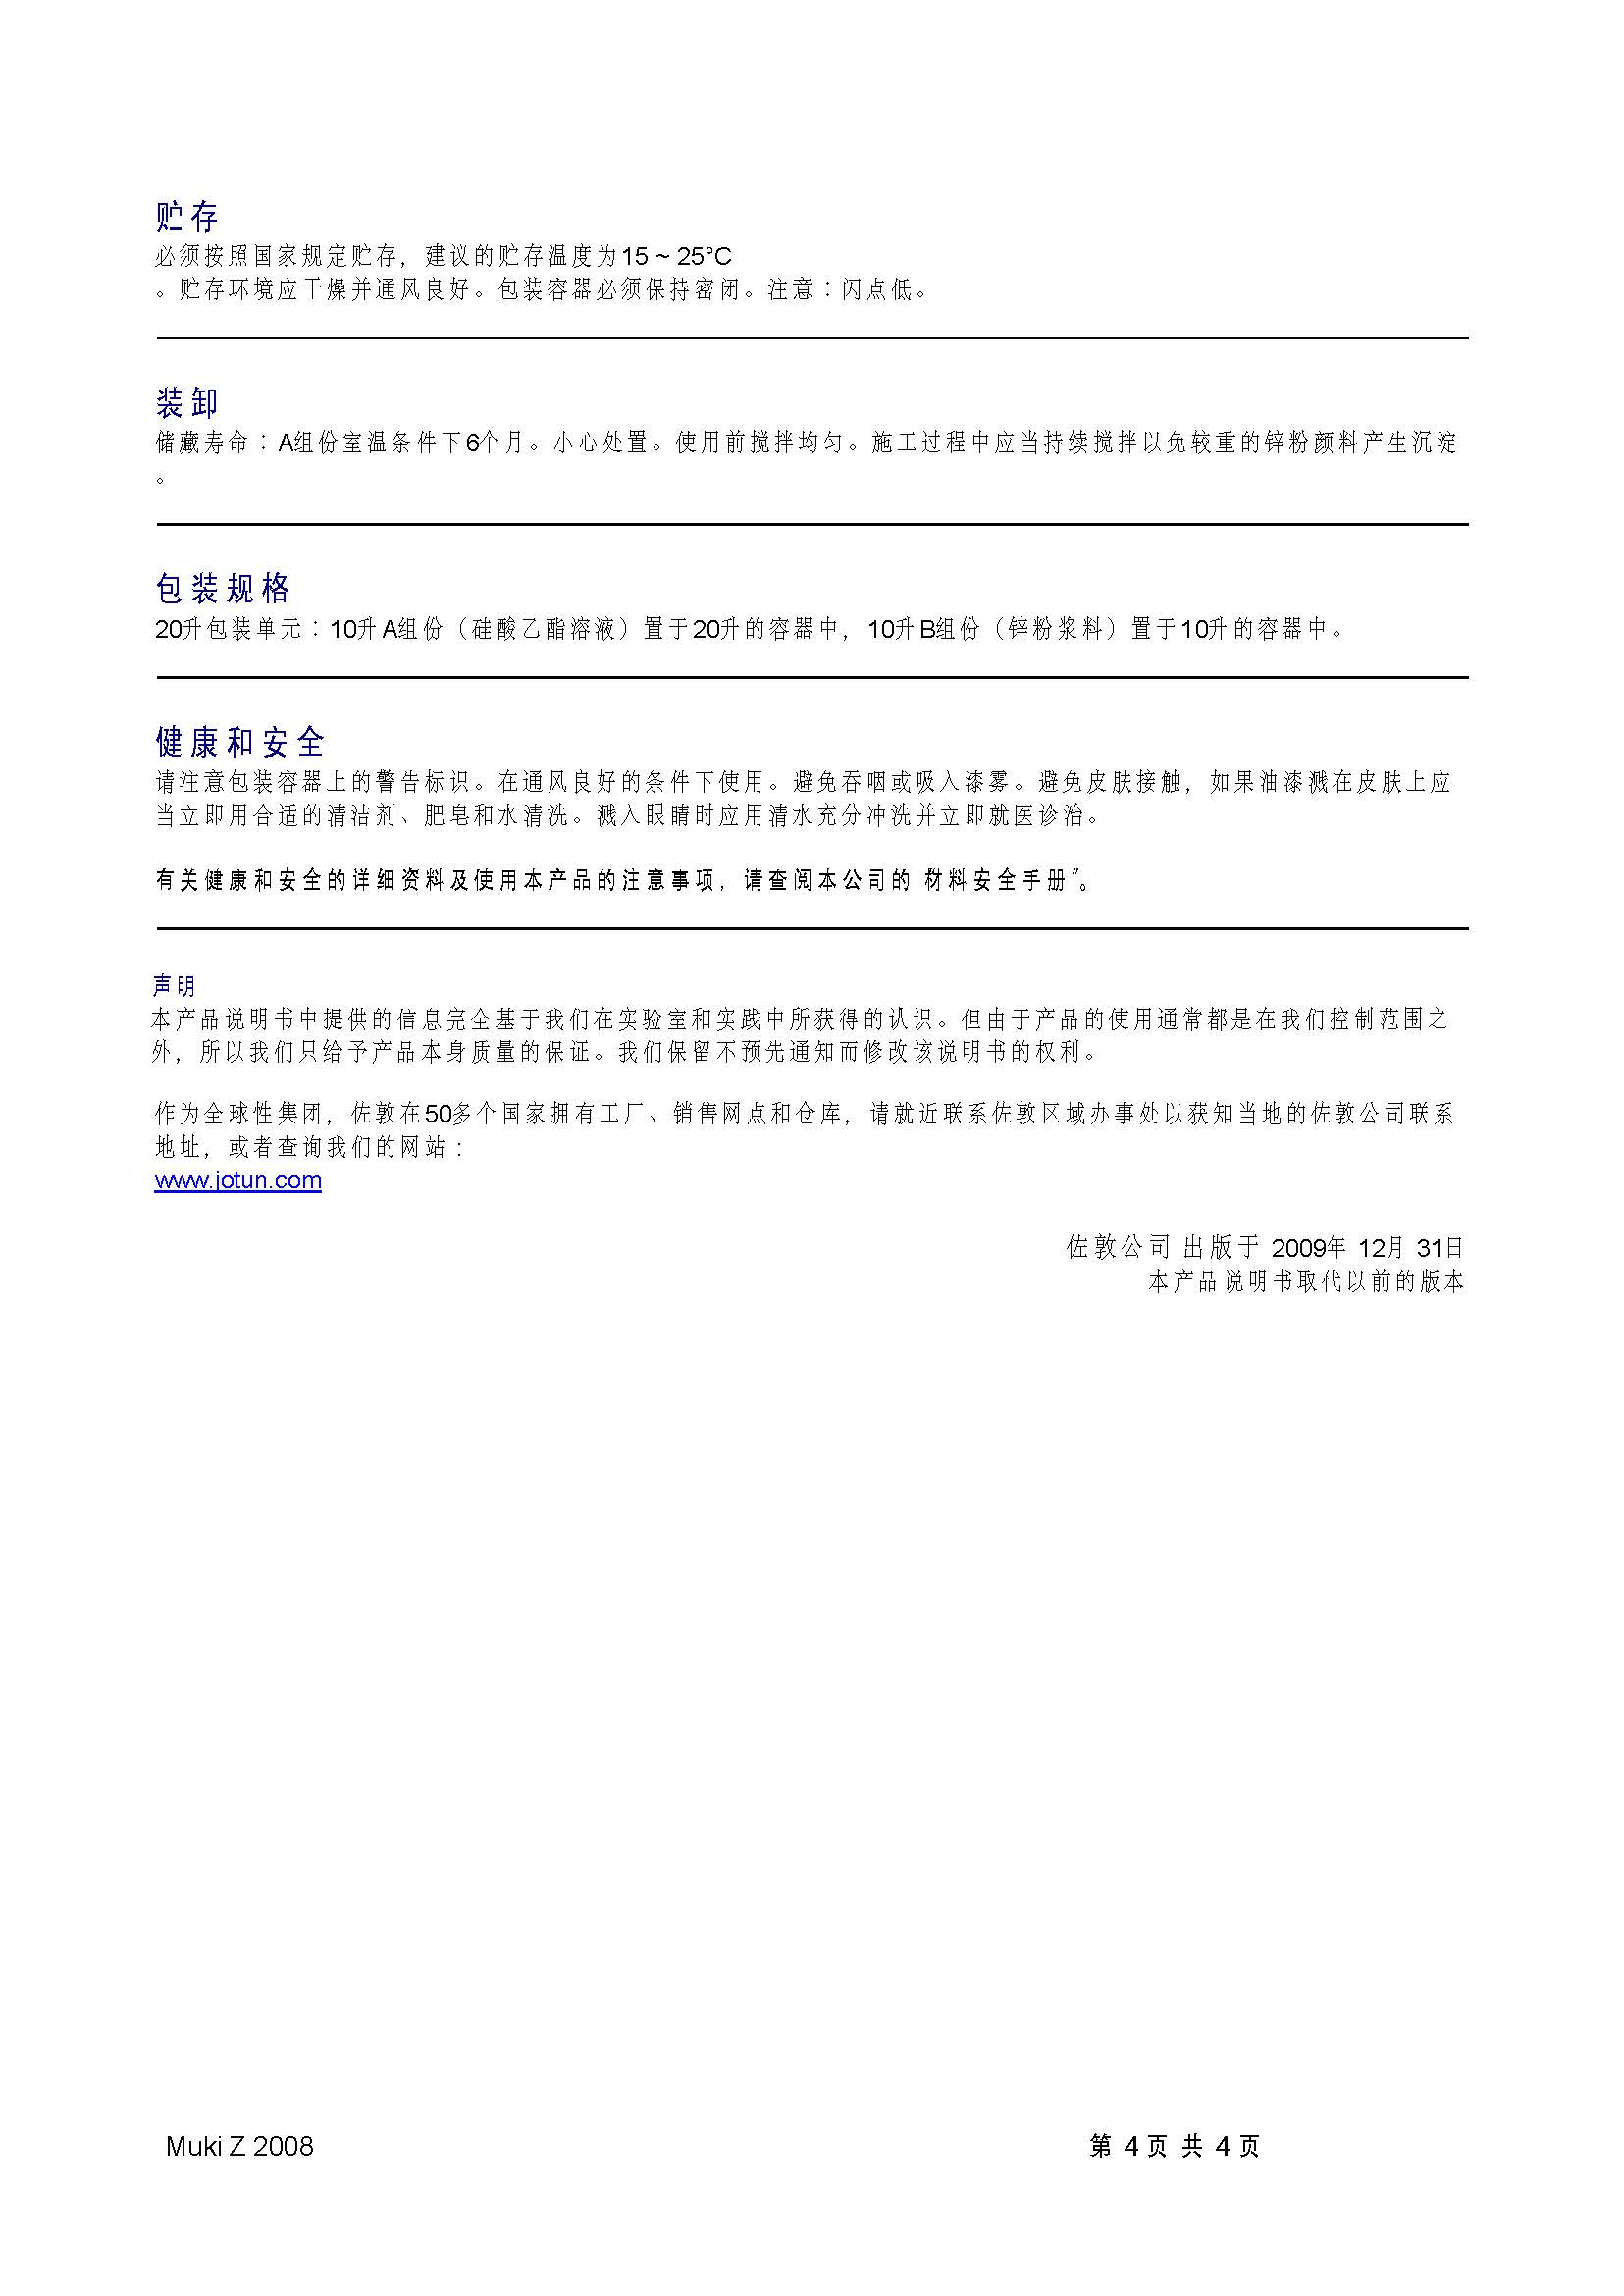 贮存
必须按照国家规定贮存，建议的贮存温度为15 ~ 25°C
。贮存环境应干燥并通风良好。包装容器必须保持密闭。注意：闪点低。
装卸
储藏寿命：A组份室温条件下6个月。小心处置。使用前搅拌均匀。施工过程中应当持续搅拌以免较重的锌粉颜料产生沉淀
。
包装规格
20升包装单元：10升A组份（硅酸乙酯溶液）置于20升的容器中，10升B组份（锌粉浆料）置于10升的容器中。
健康和安全
请注意包装容器上的警告标识。在通风良好的条件下使用。避免吞咽或吸入漆雾。避免皮肤接触，如果油漆溅在皮肤上应
当立即用合适的清洁剂、肥皂和水清洗。溅入眼睛时应用清水充分冲洗并立即就医诊治。
有关健康和安全的详细资料及使用本产品的注意事项，请查阅本公司的 材料安全手册”。
声明
本产品说明书中提供的信息完全基于我们在实验室和实践中所获得的认识。但由于产品的使用通常都是在我们控制范围之
外，所以我们只给予产品本身质量的保证。我们保留不预先通知而修改该说明书的权利。
作为全球性集团，佐敦在50多个国家拥有工厂、销售网点和仓库，请就近联系佐敦区域办事处以获知当地的佐敦公司联系
地址，或者查询我们的网站：
www.jotun.com
佐敦公司 出版于 2009年 12月 31日
本产品说明书取代以前的版本
Muki Z 2008 第 4 页 共 4 页